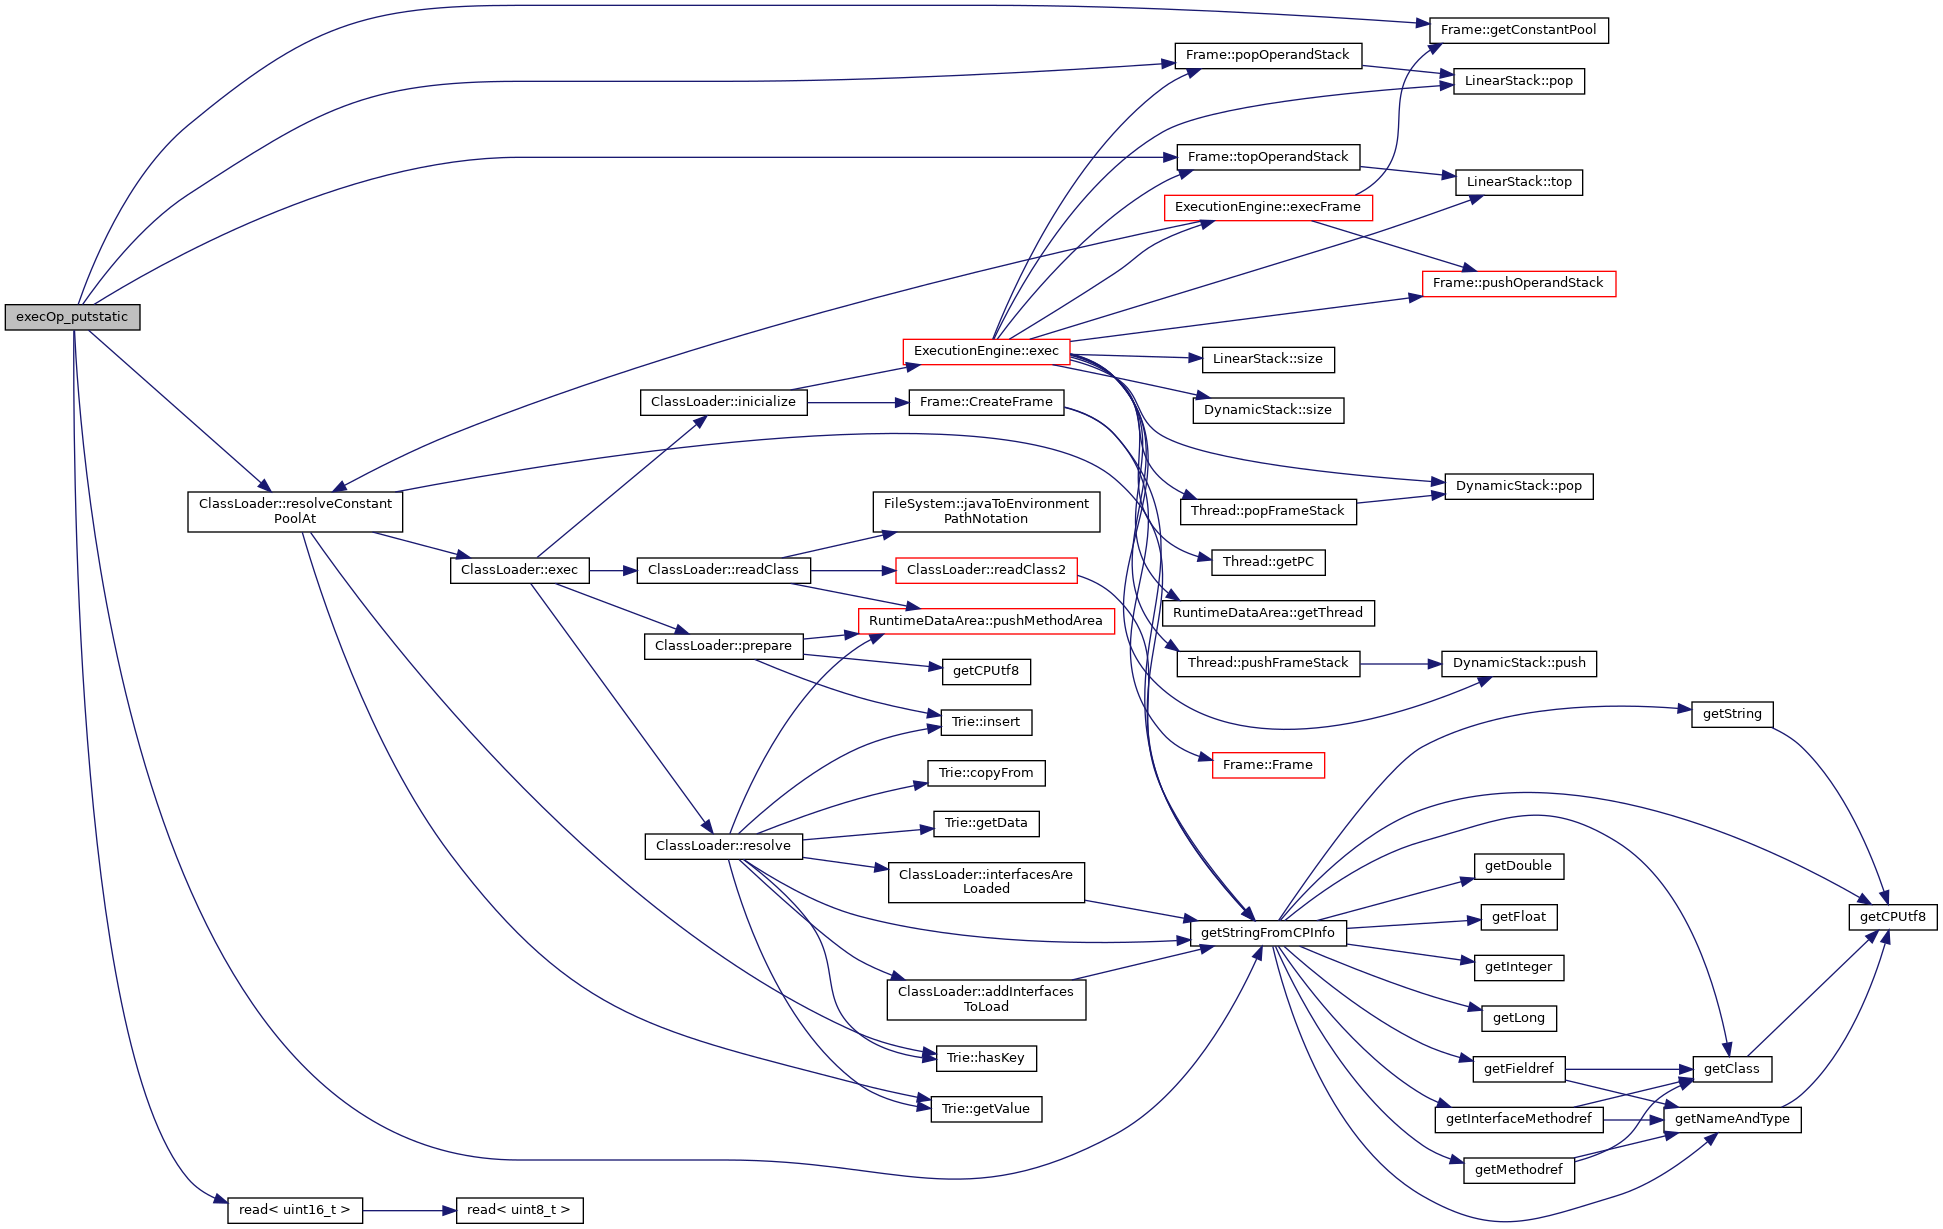 execOp_putstatic
Frame::getConstantPool
Frame::popOperandStack
LinearStack::pop
Frame::topOperandStack
LinearStack::top
ExecutionEngine::execFrame
Frame::pushOperandStack
ExecutionEngine::exec
LinearStack::size
ClassLoader::inicialize
Frame::CreateFrame
DynamicStack::size
ClassLoader::resolveConstant
PoolAt
FileSystem::javaToEnvironment
PathNotation
Thread::popFrameStack
DynamicStack::pop
ClassLoader::exec
ClassLoader::readClass
ClassLoader::readClass2
Thread::getPC
RuntimeDataArea::pushMethodArea
RuntimeDataArea::getThread
ClassLoader::prepare
getCPUtf8
Thread::pushFrameStack
DynamicStack::push
Trie::insert
getString
Trie::copyFrom
Frame::Frame
Trie::getData
ClassLoader::resolve
ClassLoader::interfacesAre
Loaded
getDouble
getStringFromCPInfo
getFloat
getCPUtf8
getInteger
ClassLoader::addInterfaces
ToLoad
getLong
Trie::hasKey
getFieldref
getClass
Trie::getValue
getInterfaceMethodref
getNameAndType
getMethodref
read< uint16_t >
read< uint8_t >